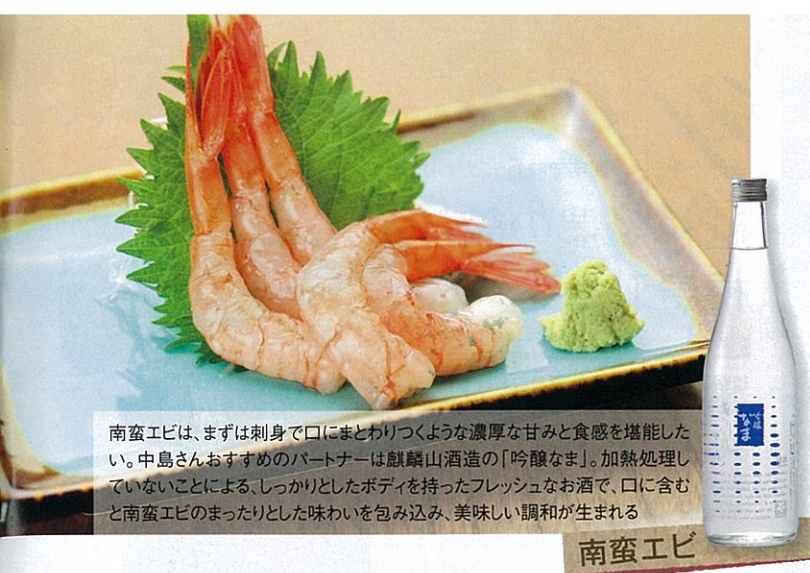 南蛮エビは、まずは刺身で口にまとわりつくような濃厚な甘みと食感を堪能した
い。中島さんおすすめのパートナーは麒麟山酒造の「吟醸なま」。加熱処理し
ていないことによる、しっかりとしたボディを持ったフレッシュなお酒で、口に含む
と南蛮エビのまったりとした味わいを包み込み、美味しい調和が生まれる
吟醸
なま
南蛮エビ